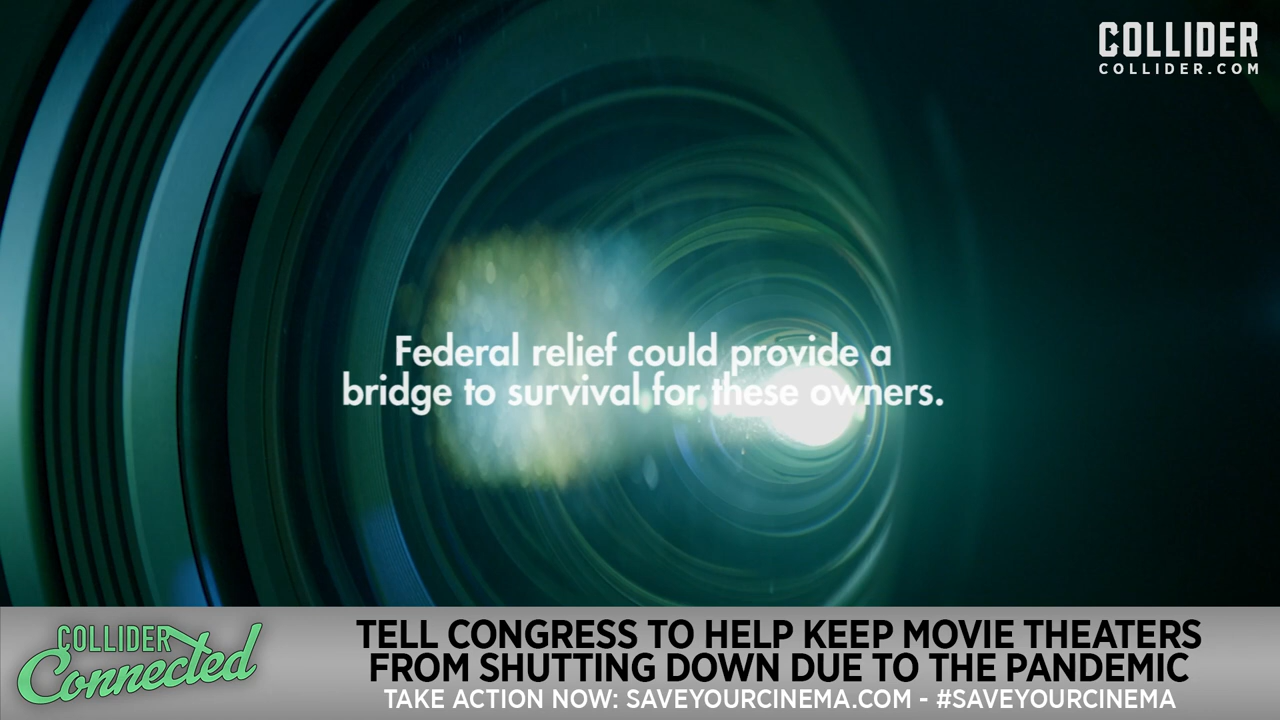 COLLIDER
COLLIDER.COM
Federal relief could provide a
bridge to survival for these owners.
COLLIDER
Connected
TELL CONGRESS TO HELP KEEP MOVIE THEATERS
FROM SHUTTING DOWN DUE TO THE PANDEMIC
TAKE ACTION NOW: SAVEYOURCINEMA.COM - #SAVEYOURCINEMA